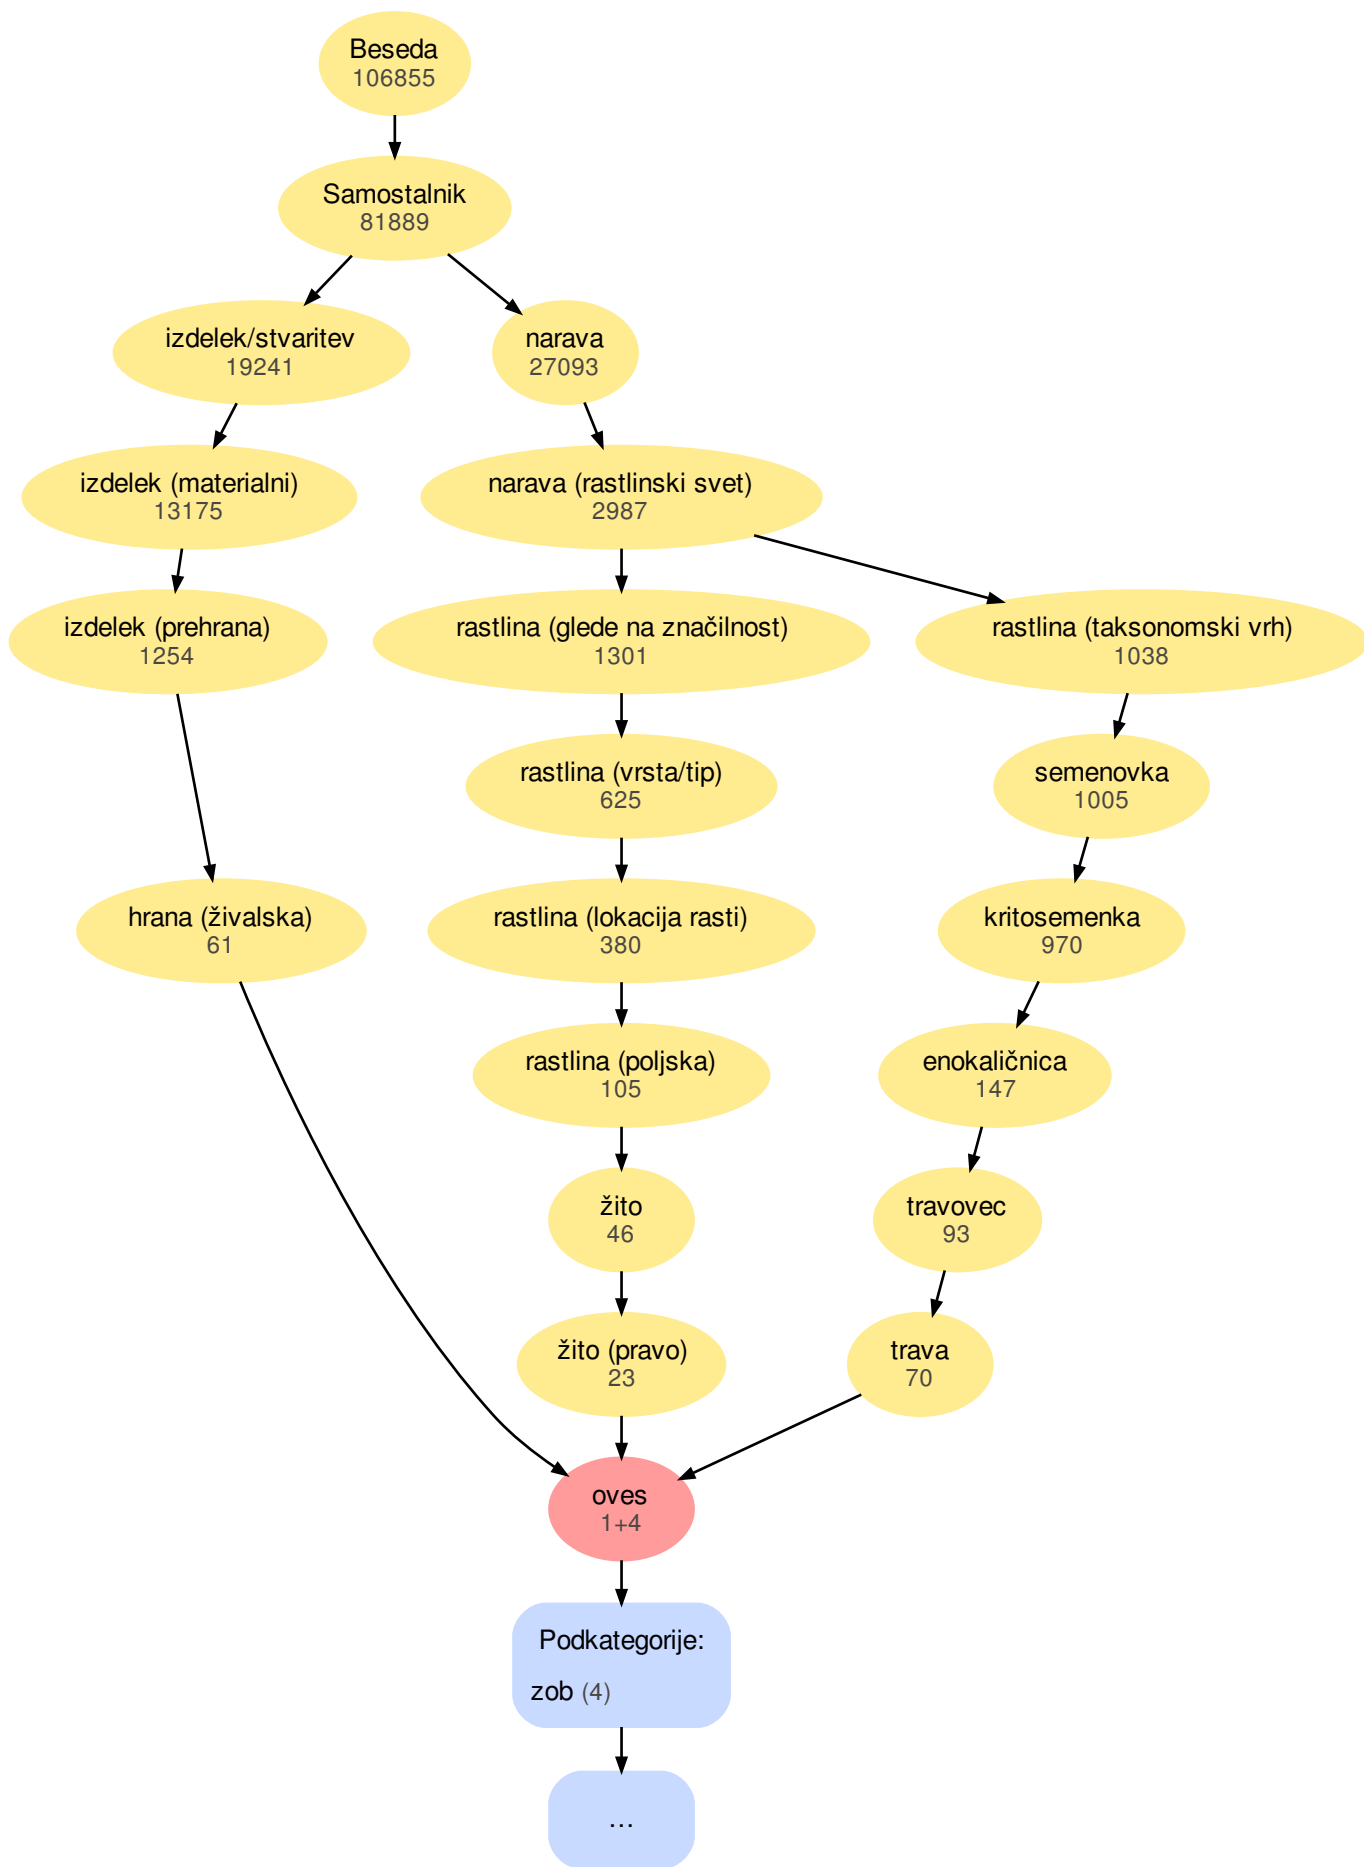 Beseda
106855
Samostalnik
81889
izdelek/stvaritev
19241
narava
27093
izdelek (materialni)
13175
narava (rastlinski svet)
2987
izdelek (prehrana)
1254
rastlina (glede na značilnost)
1301
rastlina (taksonomski vrh)
1038
rastlina (vrsta/tip)
625
semenovka
1005
hrana (živalska)
61
rastlina (lokacija rasti)
380
kritosemenka
970
rastlina (poljska)
105
enokaličnica
147
žito
46
travovec
93
žito (pravo)
23
trava
70
oves
1+4
Podkategorije:
zob (4)
...